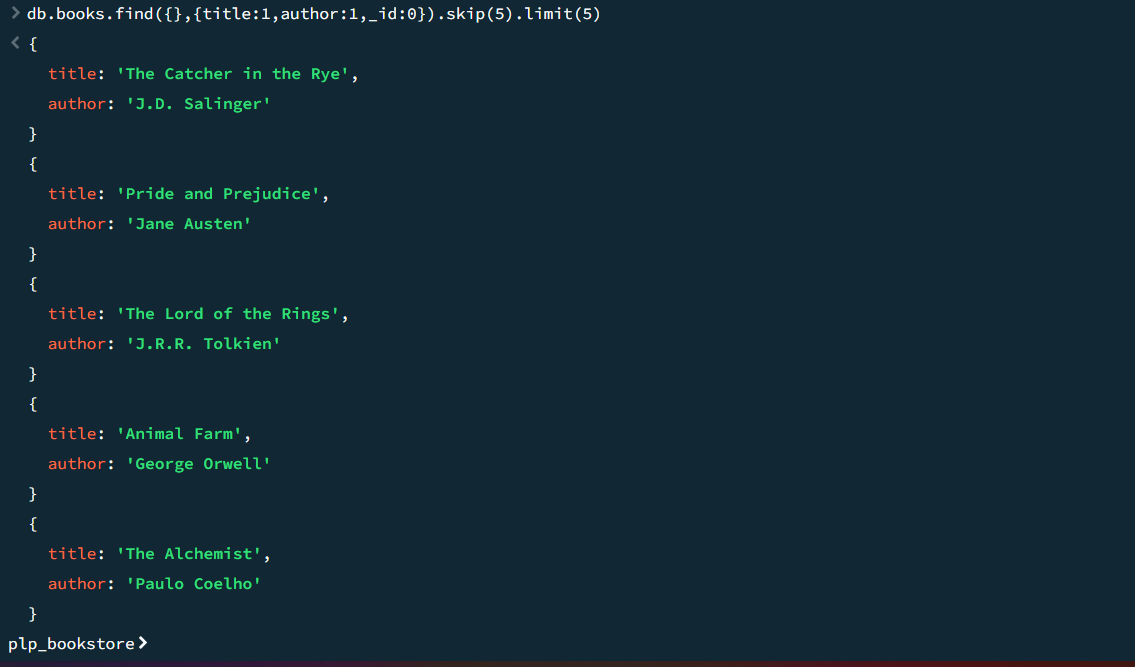 > db.books.find({},{title:1,author:1,_id:0}).skip(5).limit(5)
< {
title: 'The Catcher in the Rye',
author: 'J.D. Salinger'
}
{
title: 'Pride and Prejudice',
author: 'Jane Austen'
}
{
title: 'The Lord of the Rings',
author: 'J.R.R. Tolkien'
}
{
title: 'Animal Farm',
author: 'George Orwell'
}
{
title: 'The Alchemist',
author: 'Paulo Coelho'
}
plp_bookstore>